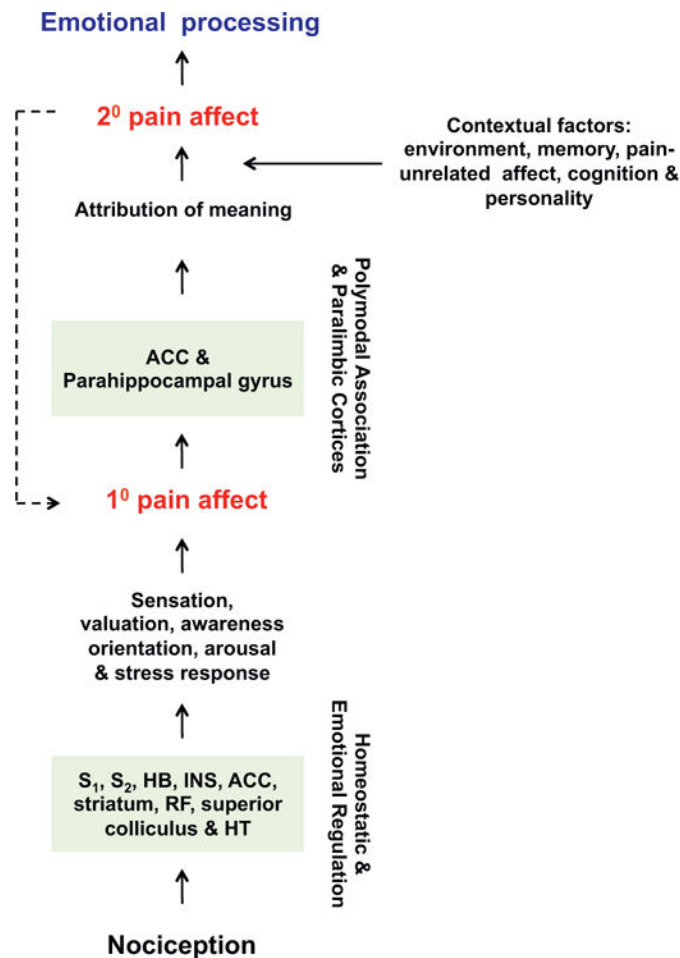 Emotional  processing
2⁰ pain affect
Contextual factors:
environment, memory, pain-
unrelated  affect, cognition &
personality
Attribution of meaning
Polymodal Association
& Paralimbic Cortices
ACC &
Parahippocampal gyrus
1⁰ pain affect
Sensation,
valuation, awareness
orientation, arousal
& stress response
Homeostatic &
Emotional Regulation
S₁, S₂, HB, INS, ACC,
striatum, RF, superior
colliculus & HT
Nociception